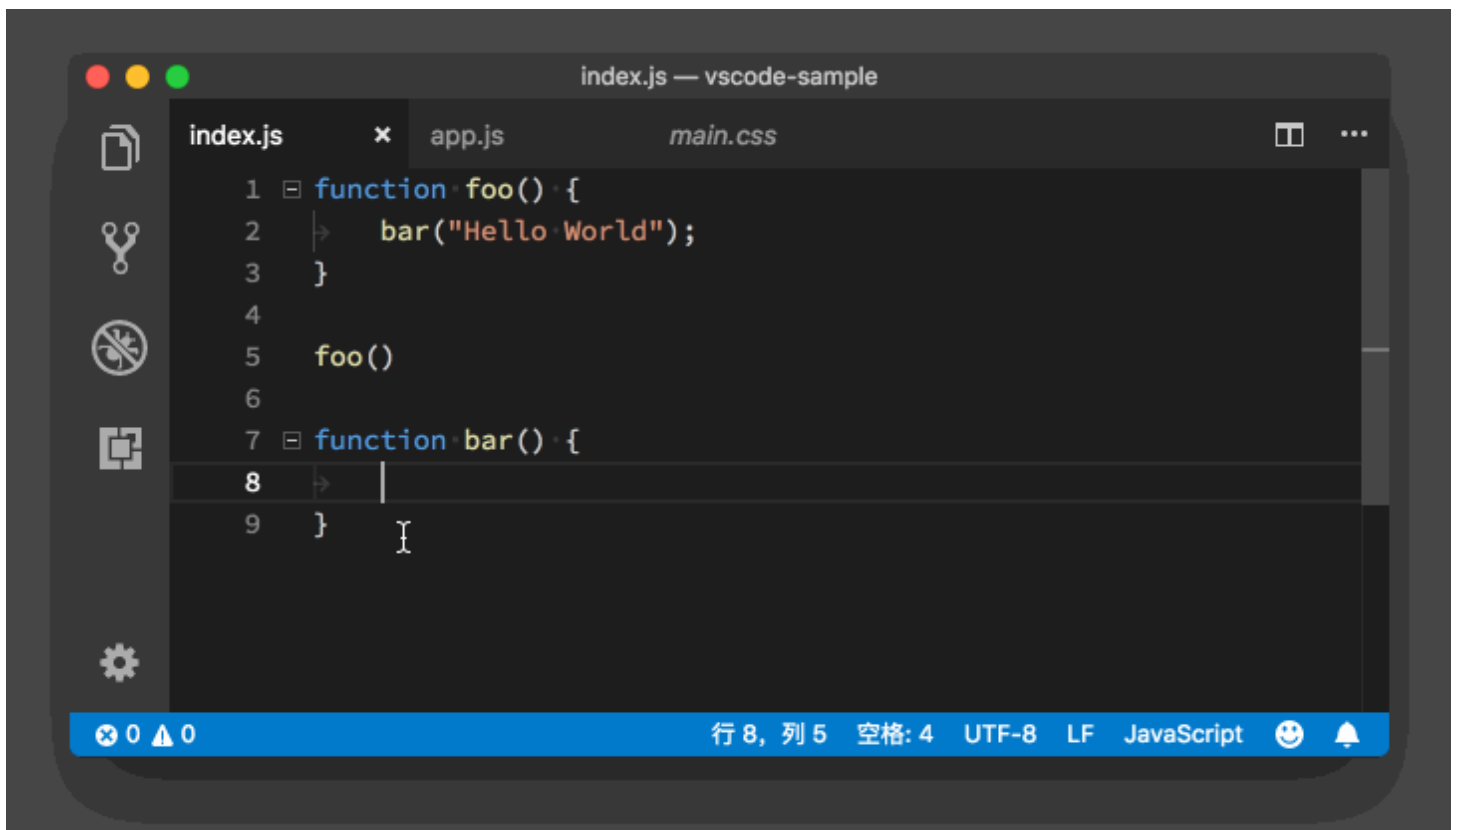 index.js — vscode-sample
index.js × app.js main.css
1 function foo() {
2 bar("Hello World");
3 }
4
5 foo()
6
7 function bar() {
8
9 }
0 0 行 8，列 5 空格: 4 UTF-8 LF JavaScript